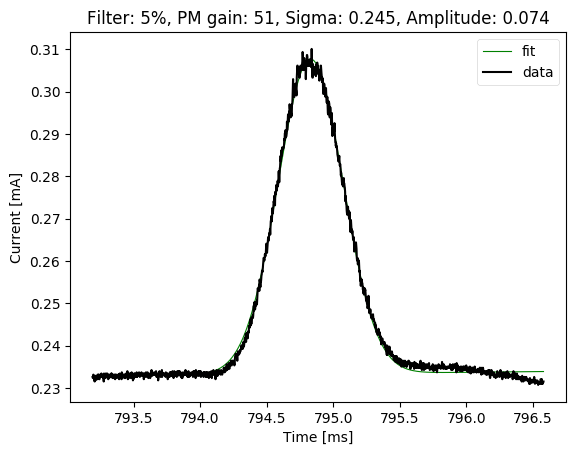 Filter: 5%, PM gain: 51, Sigma: 0.245, Amplitude: 0.074
fit
data
0.31
0.30
0.29
0.28
0.27
0.26
0.25
0.24
0.23
Current [mA]
793.5 794.0 794.5 795.0 795.5 796.0 796.5
Time [ms]